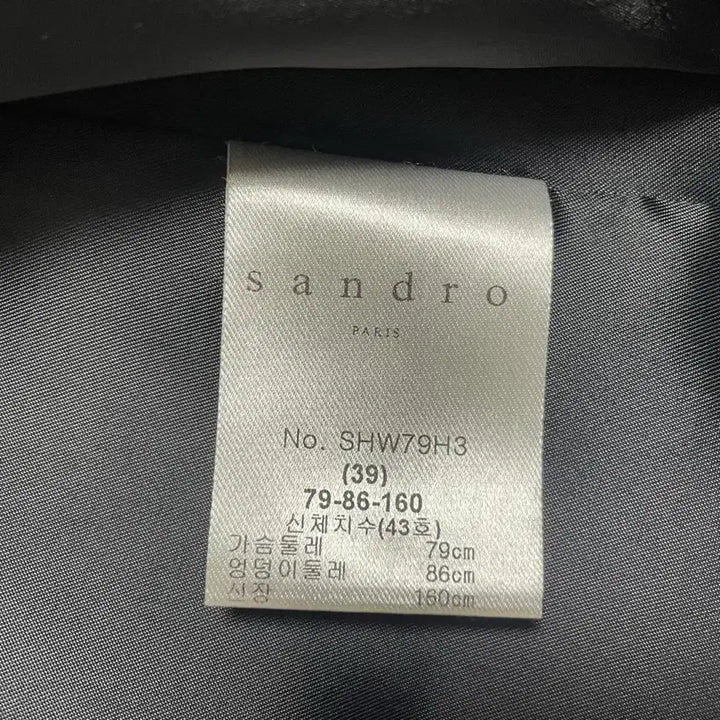 sandro
PARIS
No. SHW79H3
(39)
79-86-160
신체치수(43호)
가슴둘레 79cm
엉덩이둘레 86cm
신장 160cm